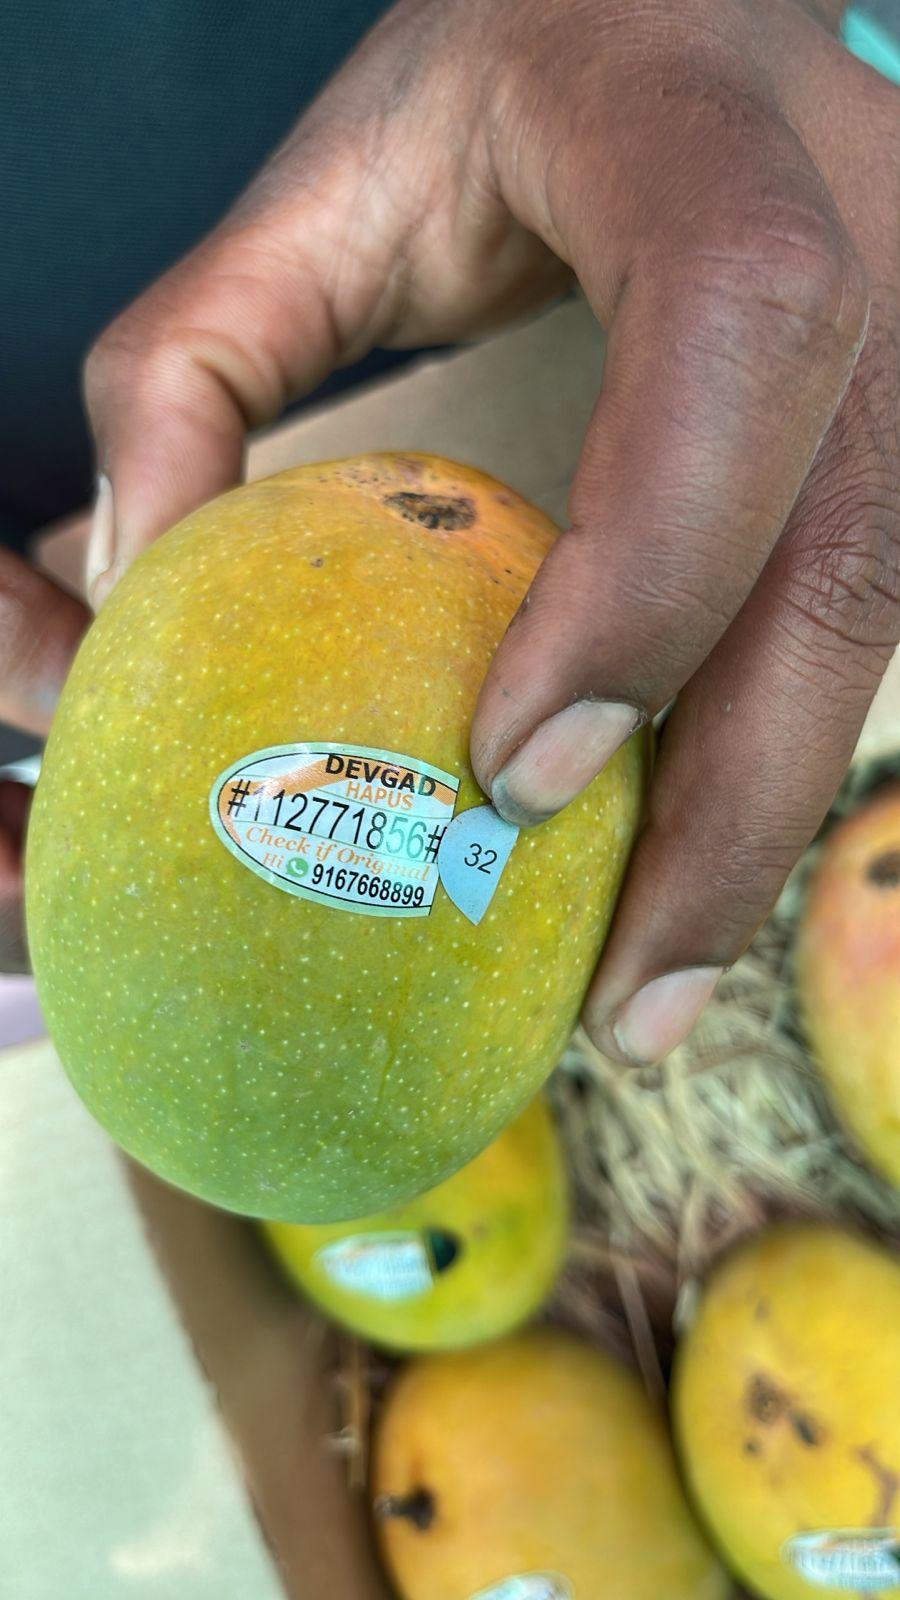 DEVGAD
HAPUS
#112771856#
Check if Original
Hi 9167668899
32